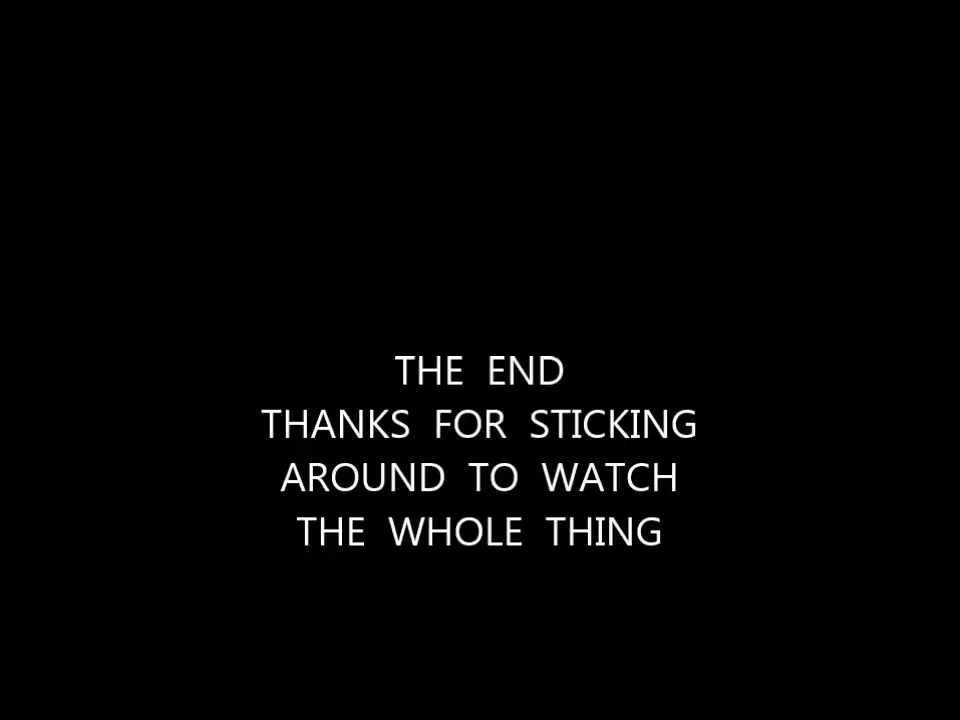 THE END
THANKS FOR STICKING
AROUND TO WATCH
THE WHOLE THING